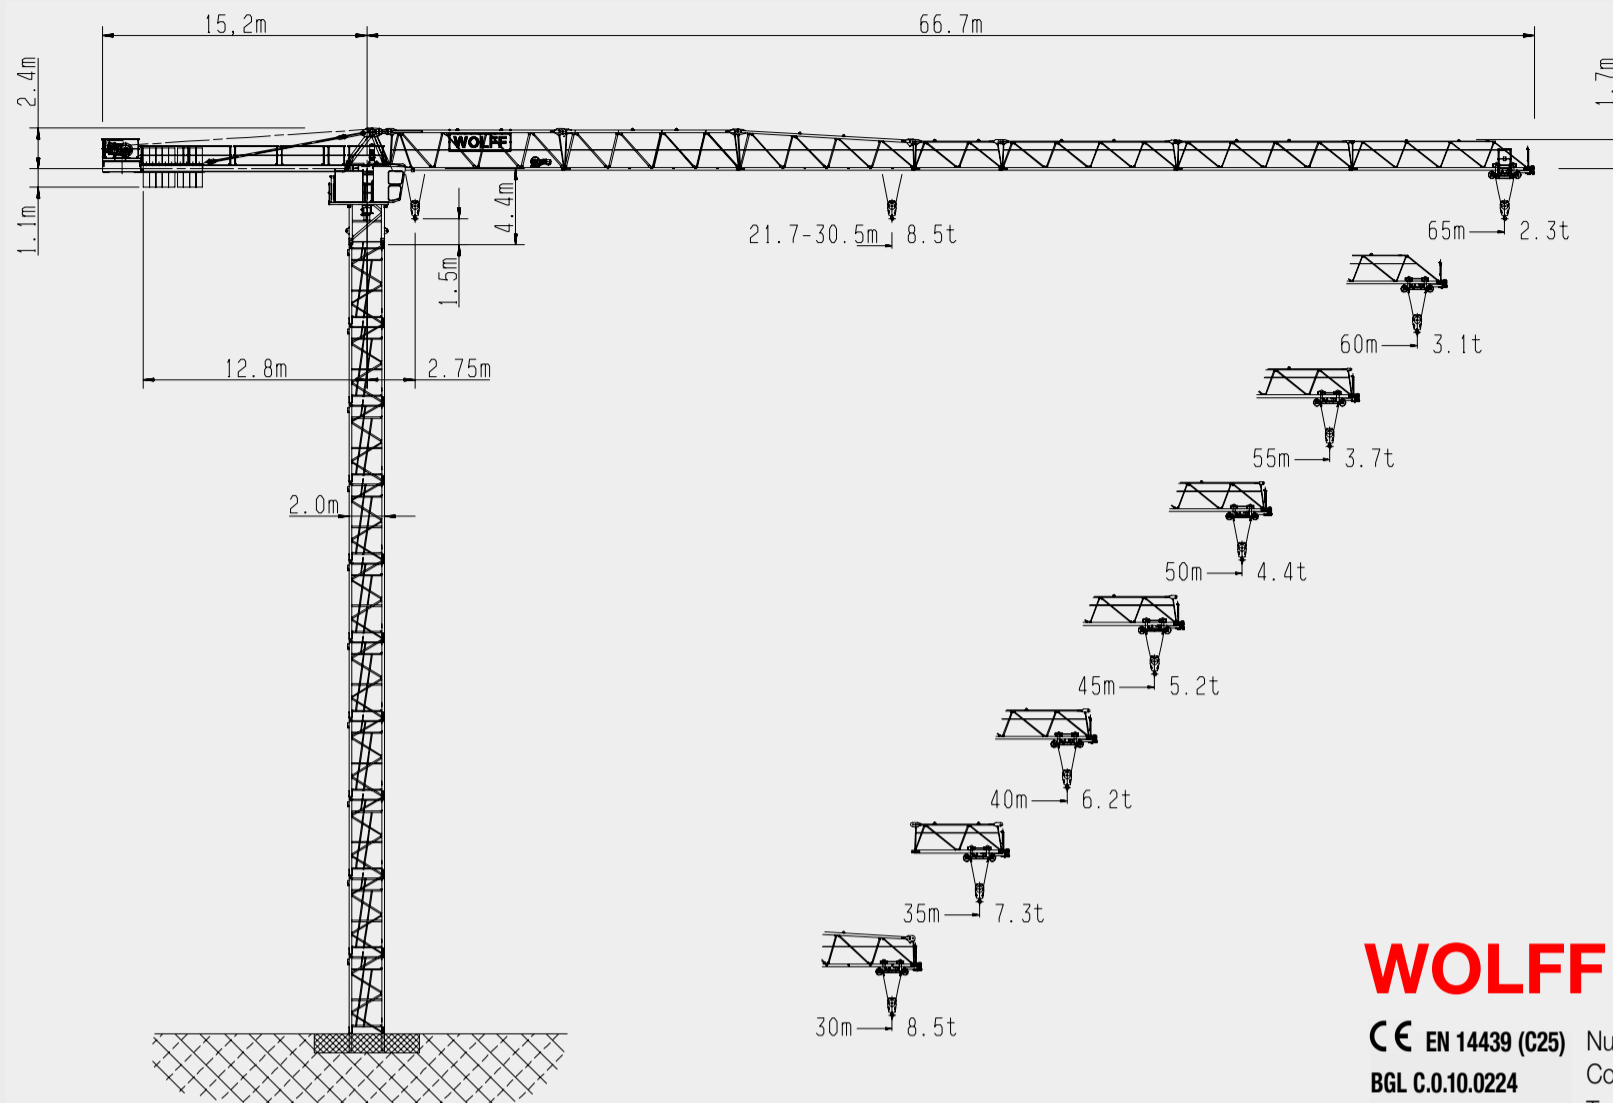 15,2m
66.7m
2.4m
1.7m
WOLFF
1.1m
4.4m
1.5m
21.7-30.5m 8.5t
65m 2.3t
60m 3.1t
12.8m
2.75m
55m 3.7t
2.0m
50m 4.4t
45m 5.2t
40m 6.2t
35m 7.3t
30m 8.5t
WOLFF
CE EN 14439 (C25)
BGL C.0.10.0224